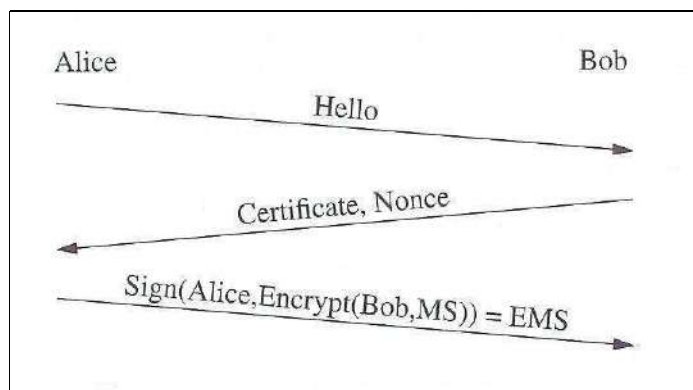 Alice Bob
Hello
Certificate, Nonce
Sign(Alice,Encrypt(Bob,MS)) = EMS